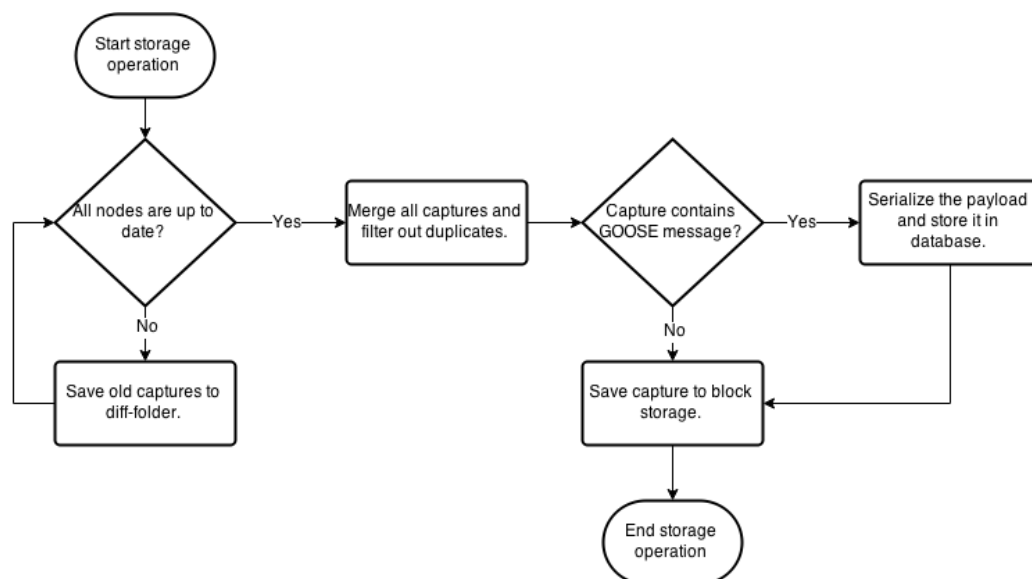 Start storage
operation
All nodes are up to
date?
Yes
Merge all captures and
filter out duplicates.
Capture contains
GOOSE message?
Yes
Serialize the payload
and store it in
database.
No
Save old captures to
diff-folder.
No
Save capture to block
storage.
End storage
operation